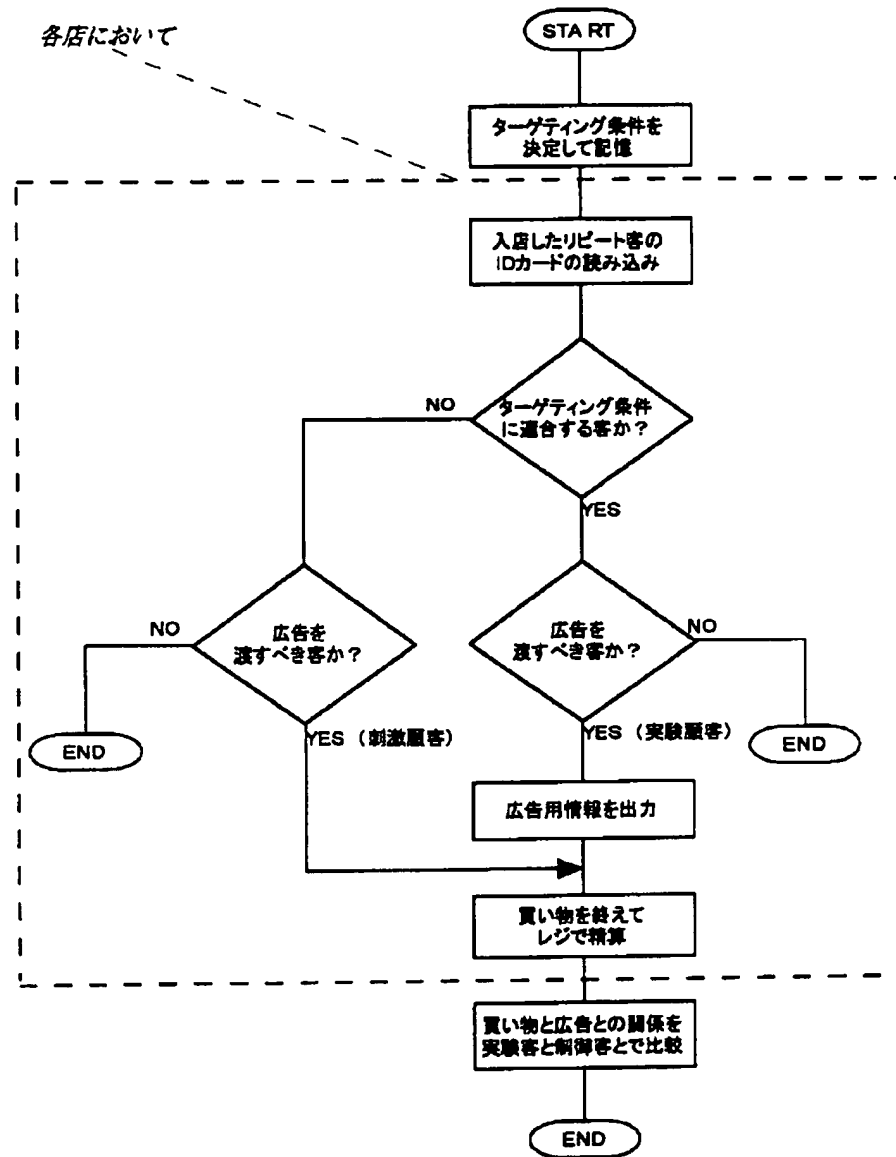 各店において
START
ターゲティング条件を
決定して記憶
入店したリピート客の
IDカードの読み込み
NO
ターゲティング条件
に適合する客か？
YES
NO
広告を
渡すべき客か？
広告を
渡すべき客か？
NO
END
YES（刺激顧客）
YES（実験顧客）
END
広告用情報を出力
買い物を終えて
レジで精算
買い物と広告との関係を
実験客と制御客とで比較
END